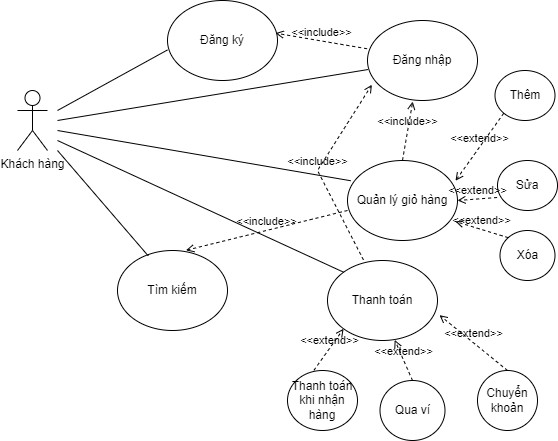 Đăng ký
<<include>>
Đăng nhập
Thêm
<<include>>
<<extend>>
Khách hàng
<<include>>
Sửa
<<extend>>
Quản lý giỏ hàng
<<include>>
<<extend>>
Xóa
Tìm kiếm
Thanh toán
<<extend>>
<<extend>>
<<extend>>
Thanh toán
khi nhận
hàng
Qua ví
Chuyển
khoản